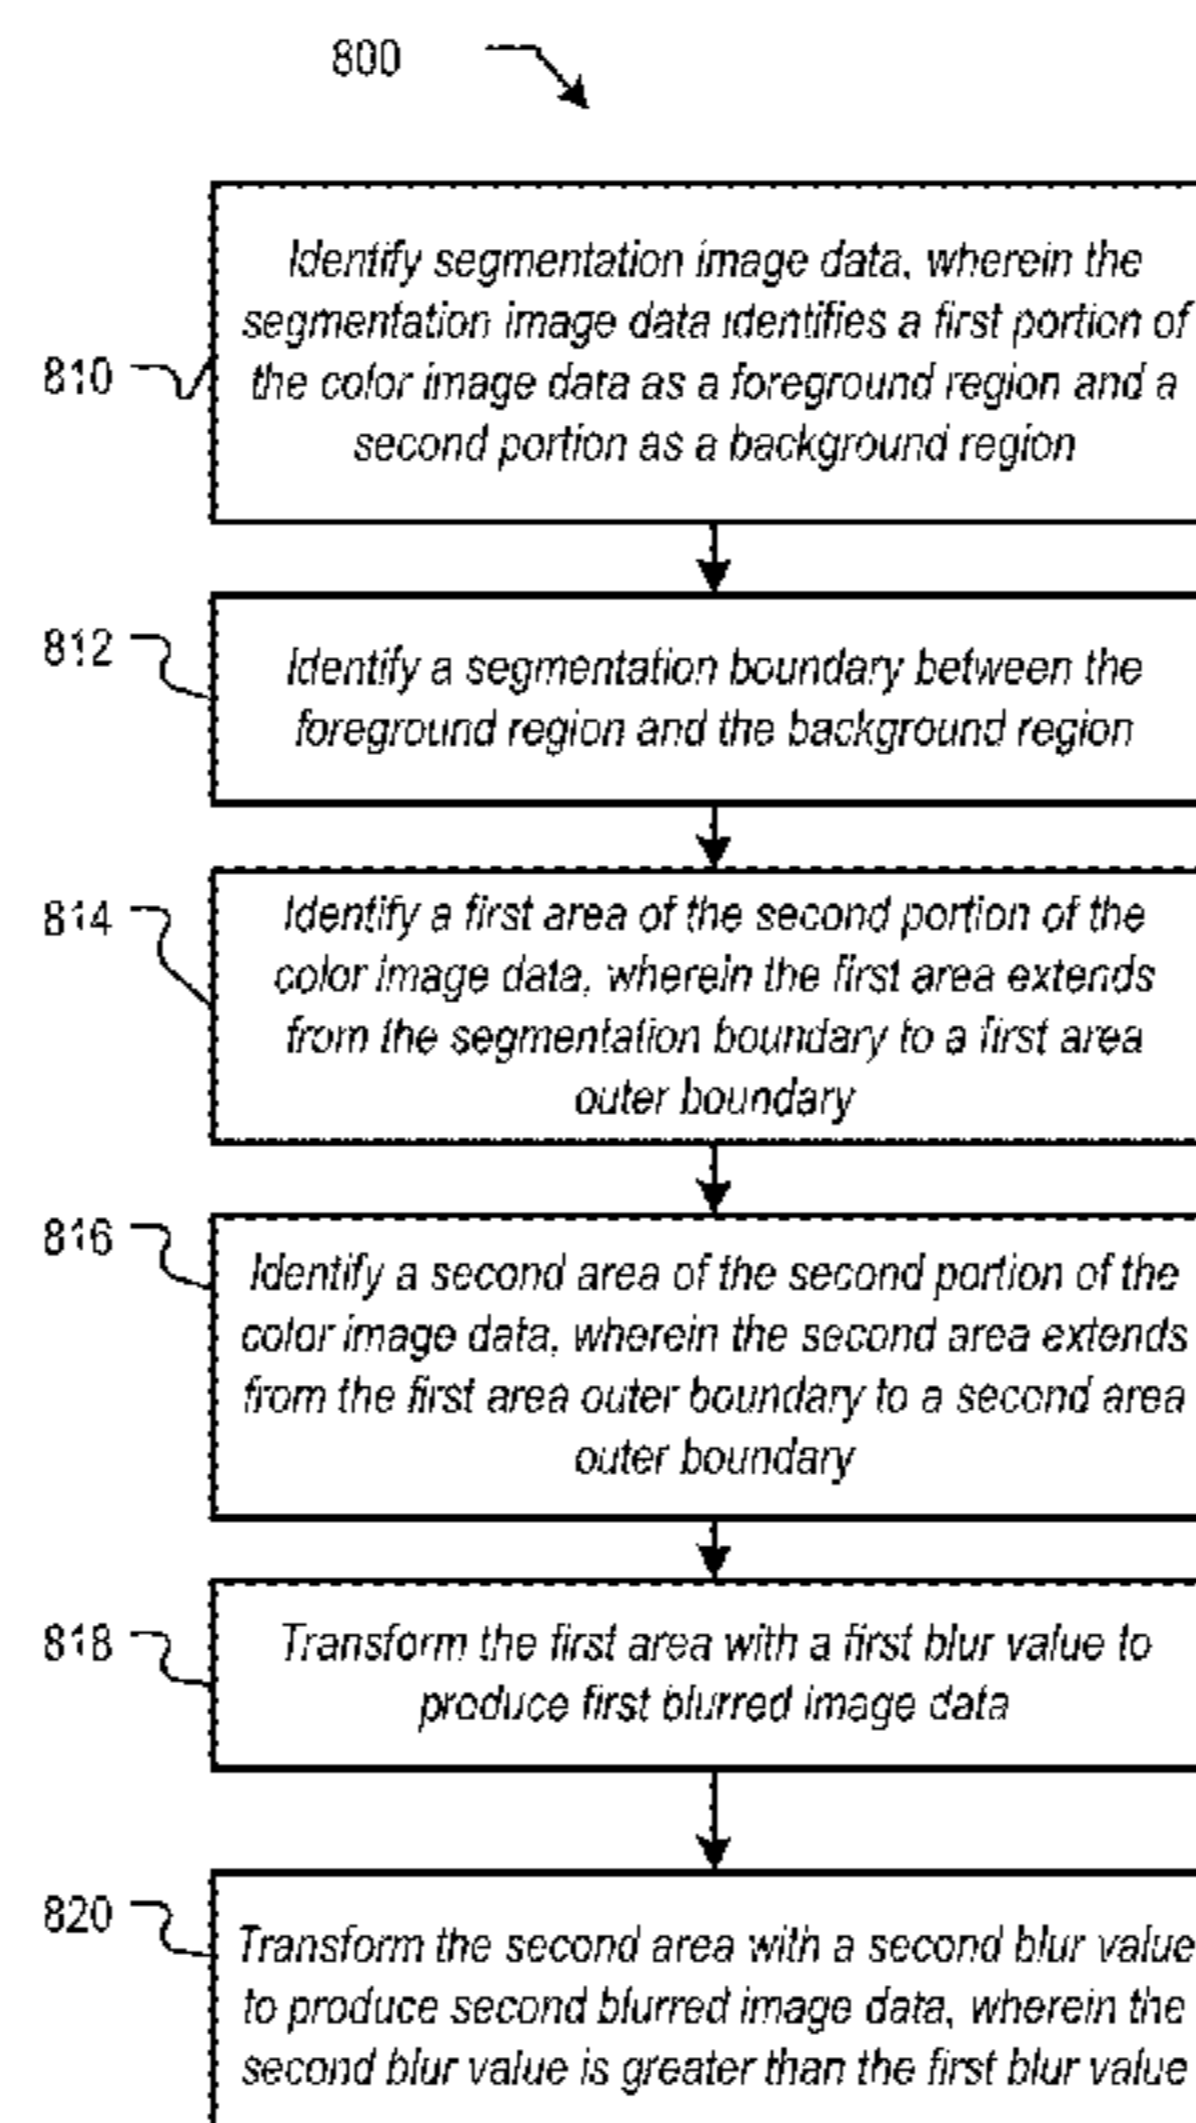 800
810
Identify segmentation image data, wherein the
segmentation image data identifies a first portion of
the color image data as a foreground region and a
second portion as a background region
812
Identify a segmentation boundary between the
foreground region and the background region
814
Identify a first area of the second portion of the
color image data, wherein the first area extends
from the segmentation boundary to a first area
outer boundary
816
Identify a second area of the second portion of the
color image data, wherein the second area extends
from the first area outer boundary to a second area
outer boundary
818
Transform the first area with a first blur value to
produce first blurred image data
820
Transform the second area with a second blur value
to produce second blurred image data, wherein the
second blur value is greater than the first blur value